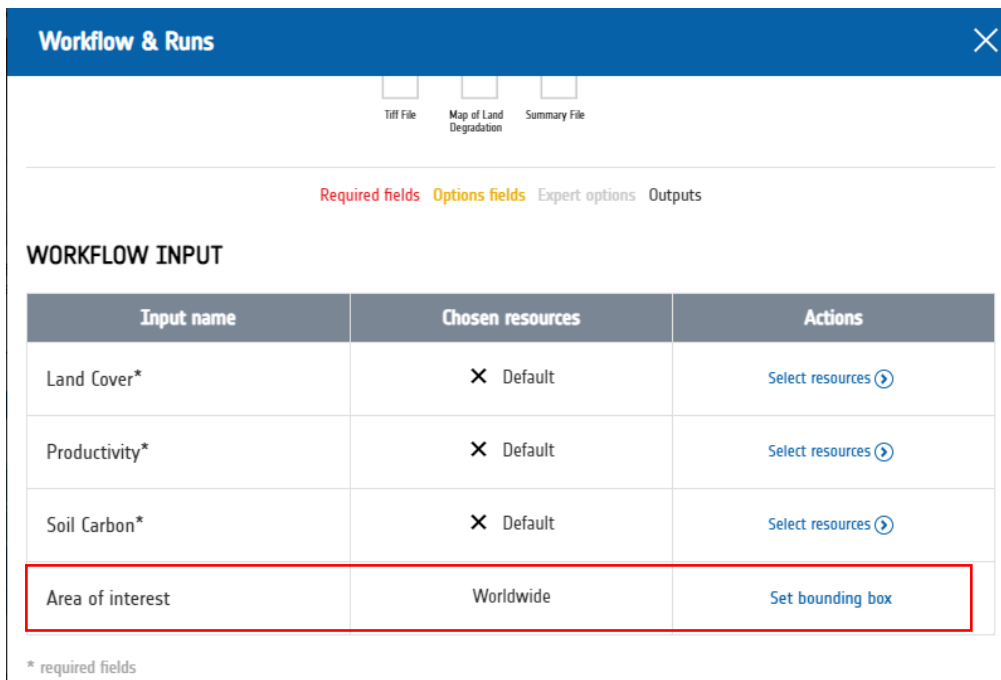 Workflow & Runs
Tiff File Map of Land Summary File
Degradation
Required fields Options fields Expert options Outputs
WORKFLOW INPUT
Input name Chosen resources Actions
Land Cover* Default Select resources
Productivity* Default Select resources
Soil Carbon* Default Select resources
Area of interest Worldwide Set bounding box
* required fields